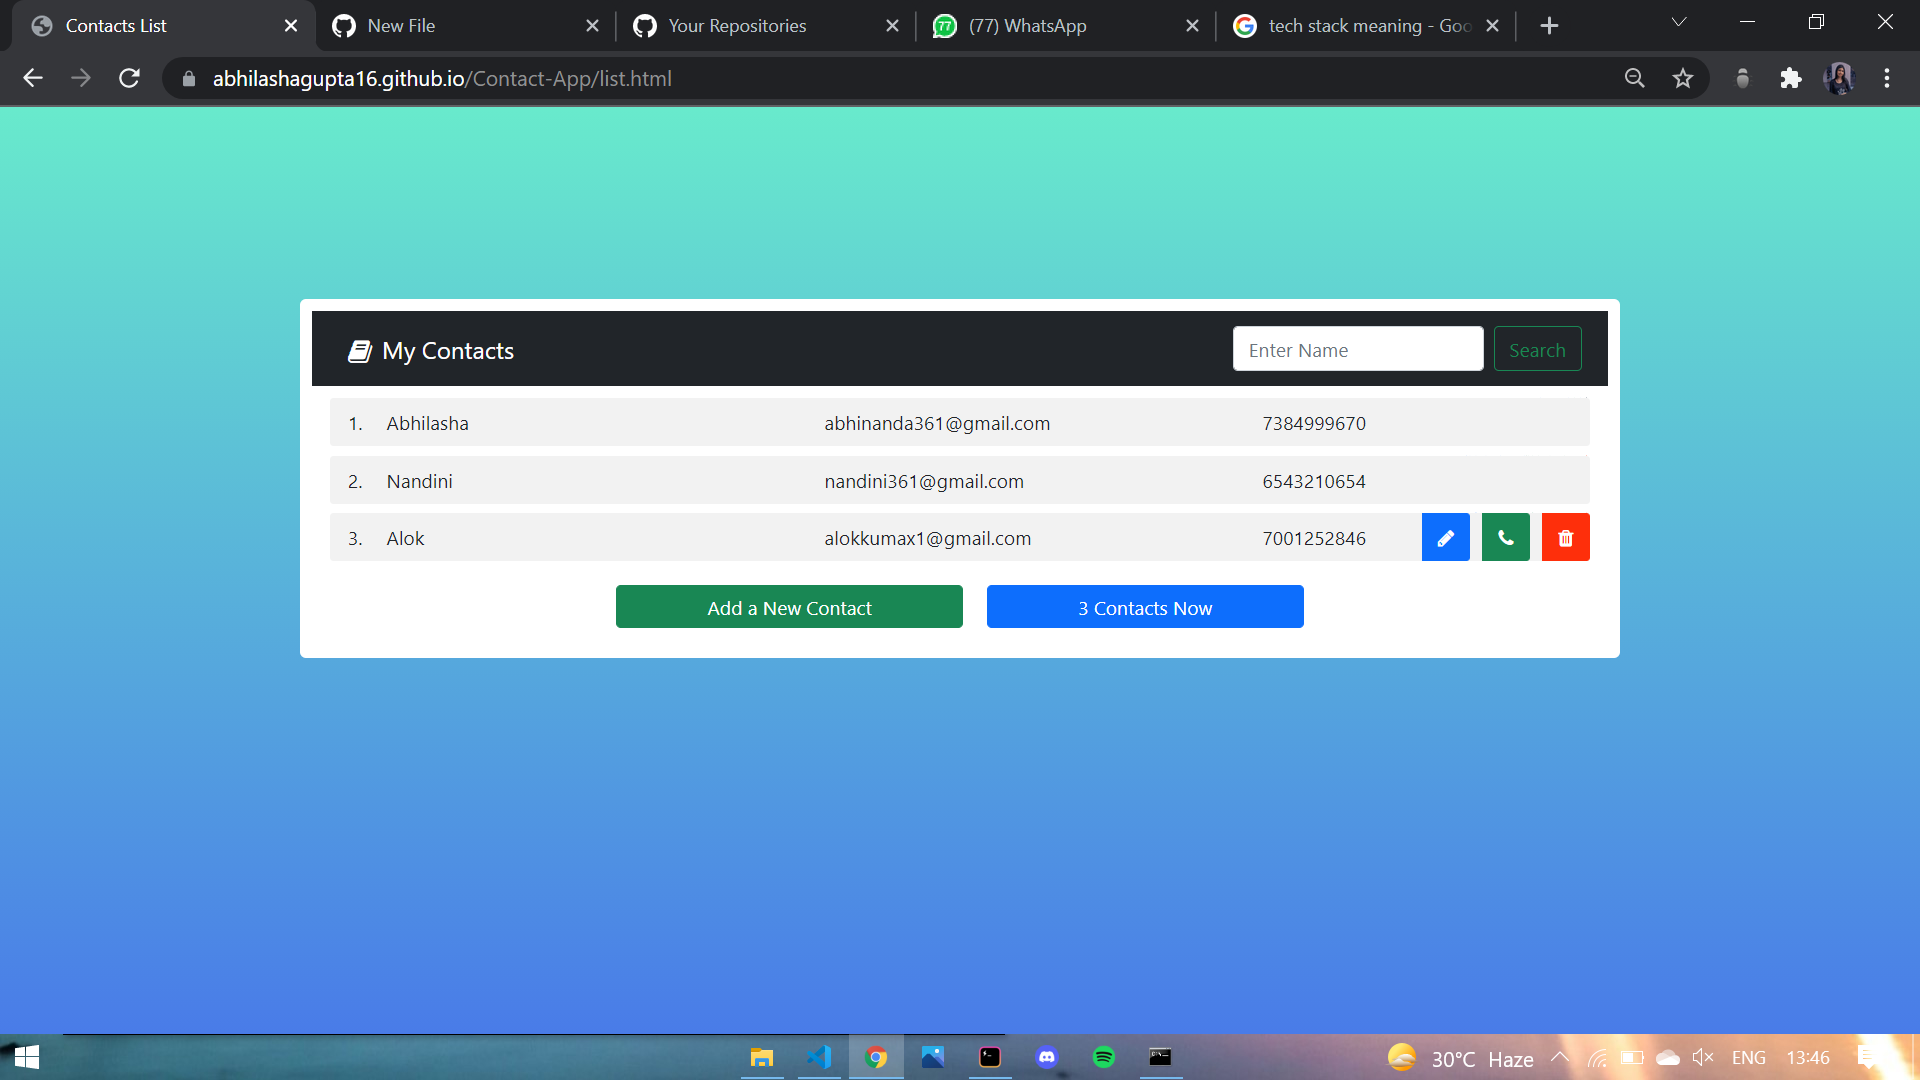 Contacts List
New File
Your Repositories
77
(77) WhatsApp
tech stack meaning - Goo
abhilashagupta16.github.io/Contact-App/list.html
My Contacts
Enter Name
Search
1. Abhilasha abhinanda361@gmail.com 7384999670
2. Nandini nandini361@gmail.com 6543210654
3. Alok alokkumax1@gmail.com 7001252846
Add a New Contact
3 Contacts Now
30°C Haze
ENG
13:46